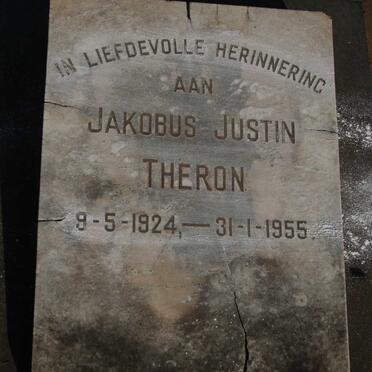 IN LIEFDEVOLLE HERINNERING
AAN
JAKOBUS JUSTIN
THERON
9-5-1924,— 31-1-1955.